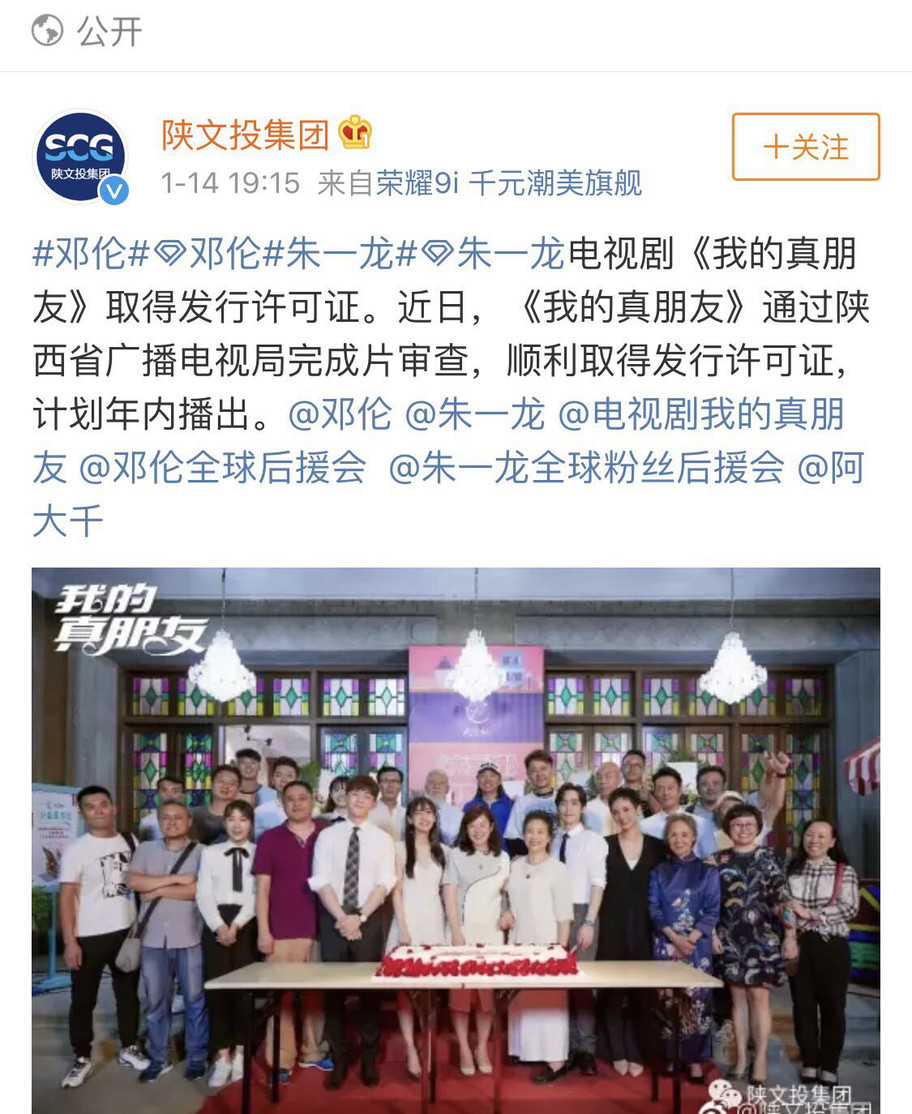 公开
SCG
陕文投集团
陕文投集团
V
+关注
1-14 19:15 来自荣耀9i 千元潮美旗舰
#邓伦#邓伦#朱一龙#朱一龙电视剧《我的真朋
友》取得发行许可证。近日，《我的真朋友》通过陕
西省广播电视局完成片审查，顺利取得发行许可证，
计划年内播出。@邓伦 @朱一龙 @电视剧我的真朋
友 @邓伦全球后援会 @朱一龙全球粉丝后援会 @阿
大千
我的
真朋友
陕文投集团
@陕文投集团